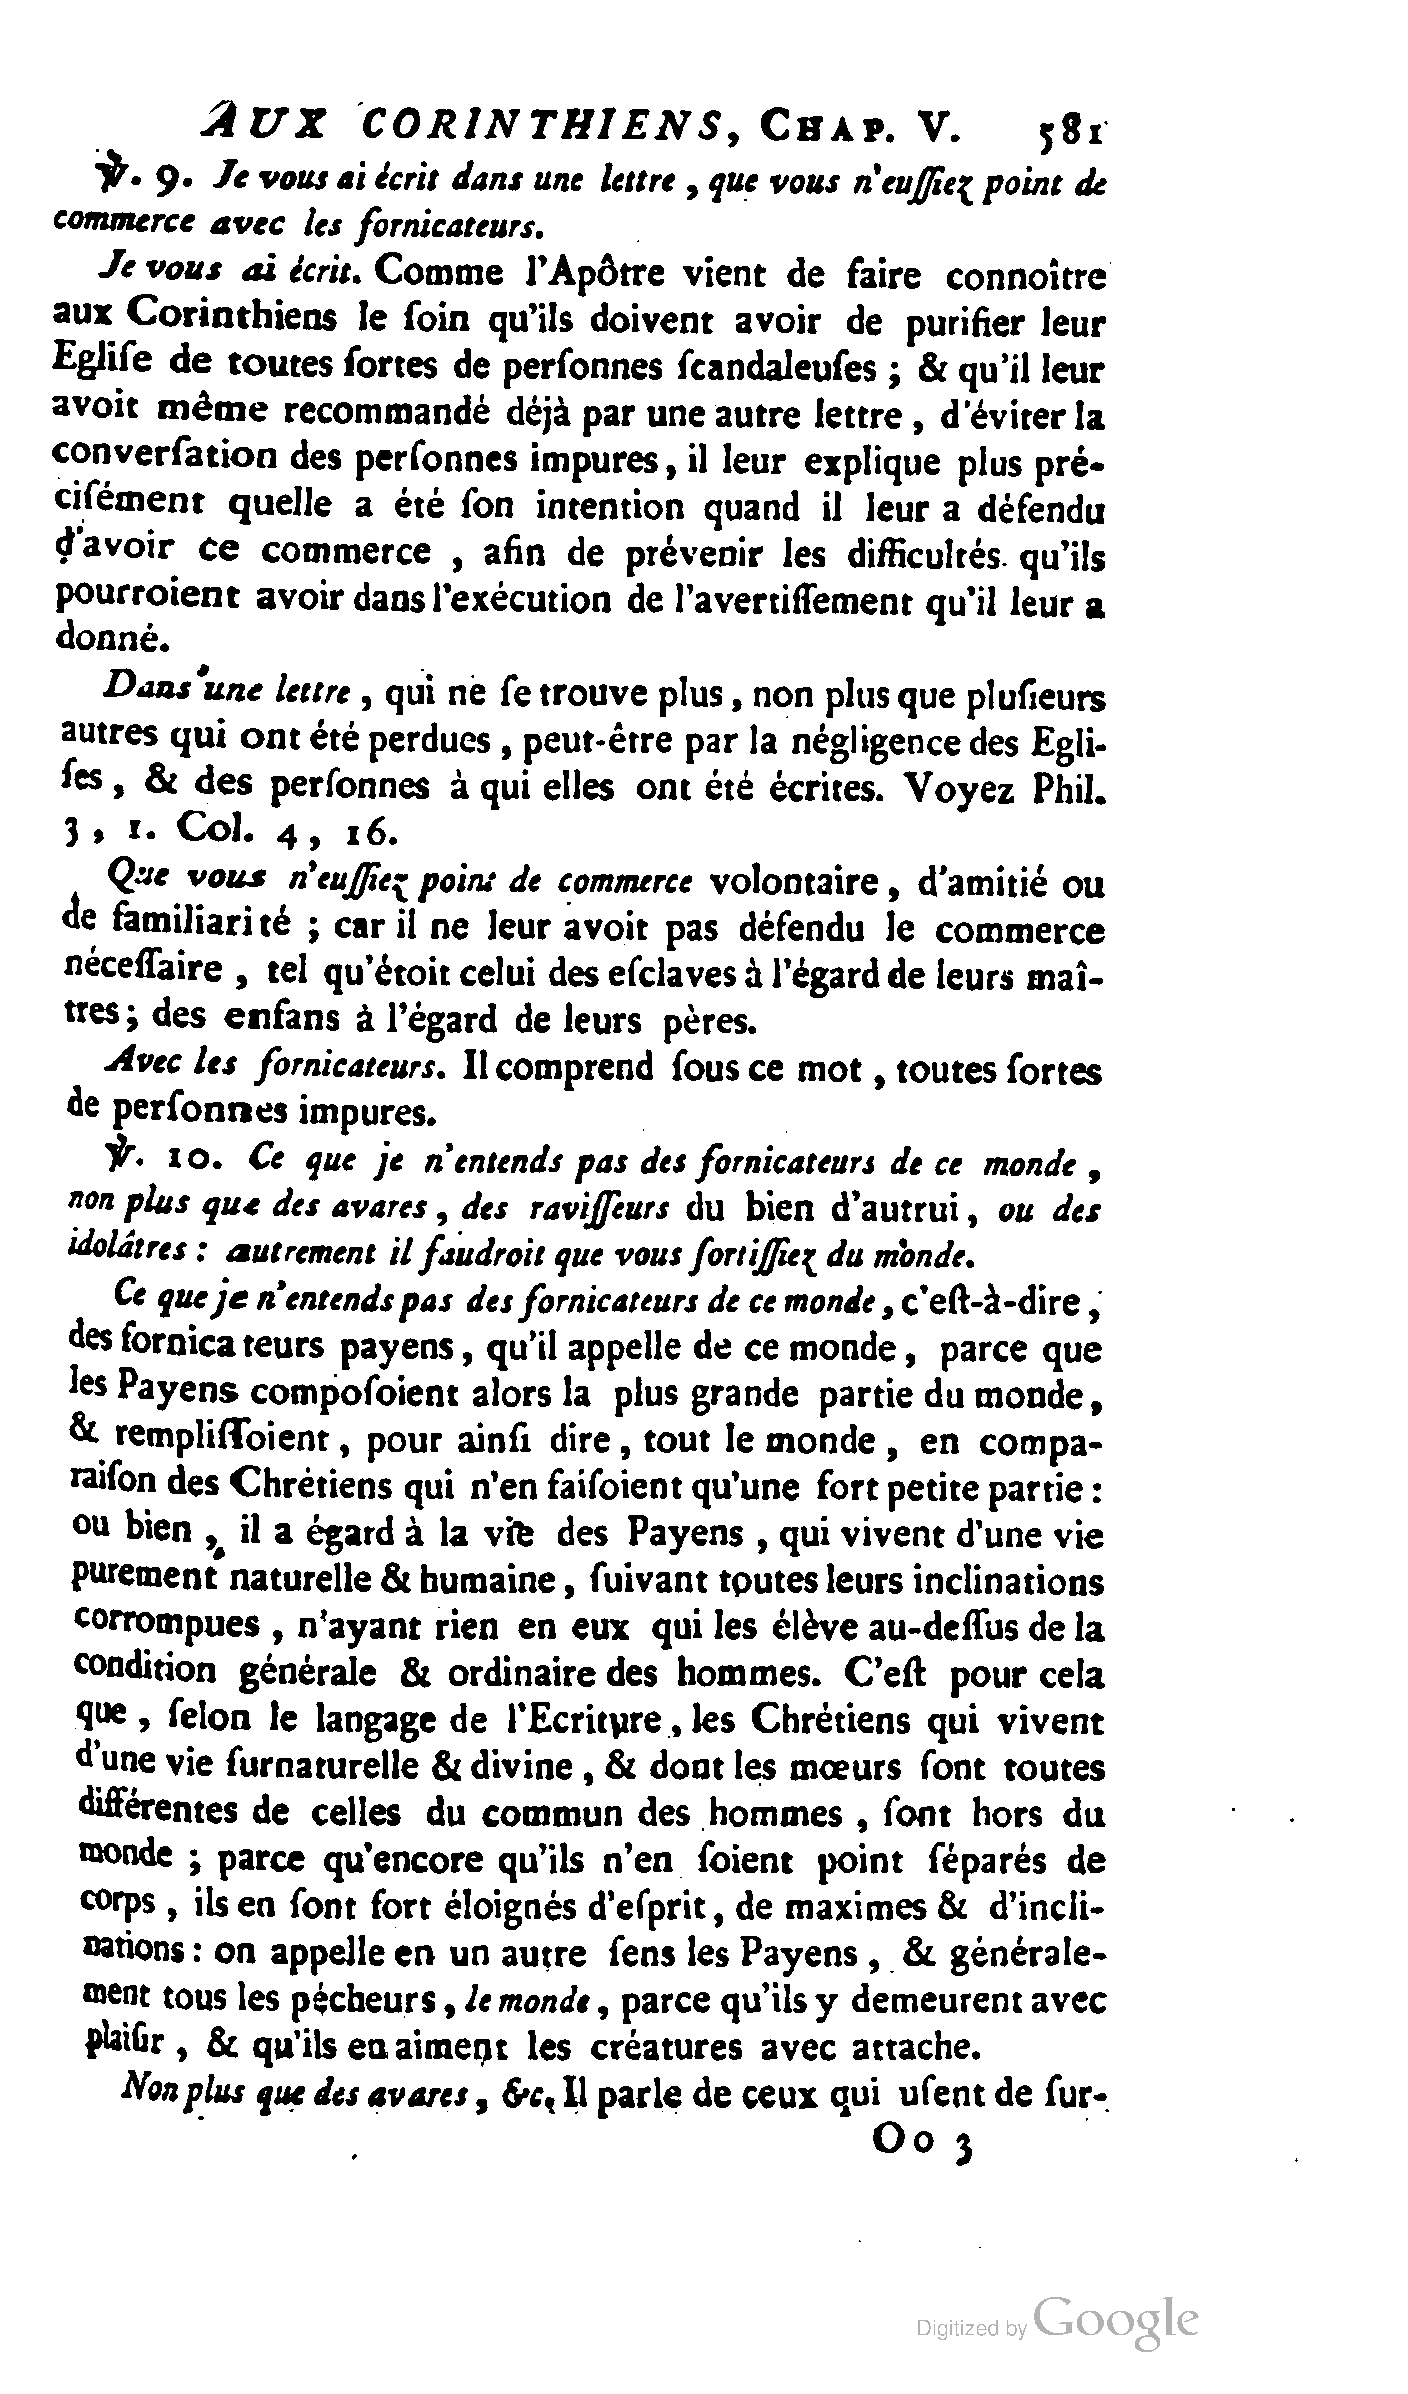 AUX CORINTHIENS, CHAP. V. 581
℣. 9. Je vous ai écrit dans une lettre, que vous n'euſſiez point de
commerce avec les fornicateurs.
Je vous ai écrit. Comme l'Apôtre vient de faire connoître
aux Corinthiens le ſoin qu'ils doivent avoir de purifier leur
Egliſe de toutes ſortes de perſonnes ſcandaleuſes ; & qu'il leur
avoit même recommandé déjà par une autre lettre, d'éviter la
converſation des perſonnes impures, il leur explique plus pré-
ciſément quelle a été ſon intention quand il leur a défendu
d'avoir ce commerce, afin de prévenir les difficultés qu'ils
pourroient avoir dans l'exécution de l'avertiſſement qu'il leur a
donné.
Dans une lettre, qui ne ſe trouve plus, non plus que pluſieurs
autres qui ont été perdues, peut-être par la négligence des Egli-
ſes, & des perſonnes à qui elles ont été écrites. Voyez Phil.
3, 1. Col. 4, 16.
Que vous n'euſſiez point de commerce volontaire, d'amitié ou
de familiarité ; car il ne leur avoit pas défendu le commerce
néceſſaire, tel qu'étoit celui des eſclaves à l'égard de leurs maî-
tres; des enfans à l'égard de leurs pères.
Avec les fornicateurs. Il comprend ſous ce mot, toutes ſortes
de perſonnes impures.
℣. 10. Ce que je n'entends pas des fornicateurs de ce monde,
non plus que des avares, des raviſſeurs du bien d'autrui, ou des
idolâtres : autrement il faudroit que vous ſortiſſiez du monde.
Ce que je n'entends pas des fornicateurs de ce monde, c'eſt-à-dire,
des fornicateurs payens, qu'il appelle de ce monde, parce que
les Payens compoſoient alors la plus grande partie du monde,
& rempliſſoient, pour ainſi dire, tout le monde, en compa-
raiſon des Chrétiens qui n'en faiſoient qu'une fort petite partie :
ou bien, il a égard à la vie des Payens, qui vivent d'une vie
purement naturelle & humaine, ſuivant toutes leurs inclinations
corrompues, n'ayant rien en eux qui les élève au-deſſus de la
condition générale & ordinaire des hommes. C'eſt pour cela
que, ſelon le langage de l'Ecriture, les Chrétiens qui vivent
d'une vie ſurnaturelle & divine, & dont les mœurs ſont toutes
différentes de celles du commun des hommes, ſont hors du
monde ; parce qu'encore qu'ils n'en ſoient point ſéparés de
corps, ils en ſont fort éloignés d'eſprit, de maximes & d'incli-
nations : on appelle en un autre ſens les Payens, & générale-
ment tous les pécheurs, le monde, parce qu'ils y demeurent avec
plaiſir, & qu'ils en aiment les créatures avec attache.
Non plus que des avares, &c. Il parle de ceux qui uſent de ſur-
Oo 3
Digitized by Google